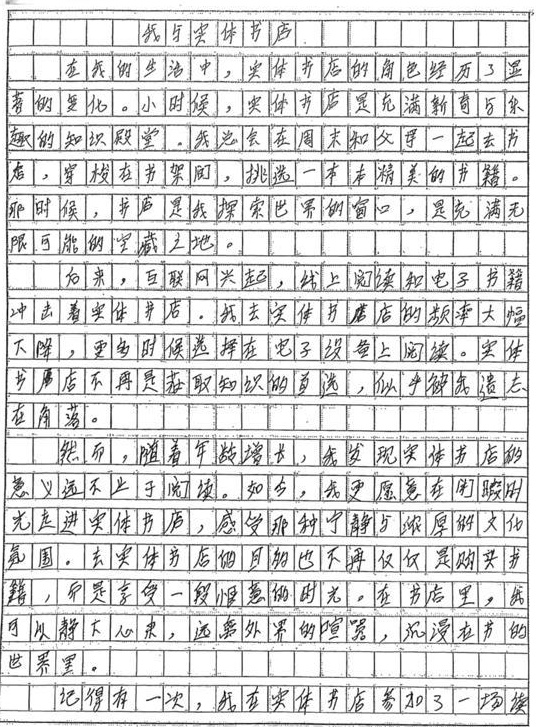 我与实体书店
在我的生活中，实体书店的角色经历了显
著的变化。小时候，实体书店是充满新奇与乐
趣的知识殿堂。我总会在周末和父母一起去书
店，穿梭在书架间，挑选一本本精美的书籍。
那时候，书店是我探索世界的窗口，是充满无
限可能的宝藏之地。
后来，互联网兴起，线上阅读和电子书籍
冲击着实体书店。我去实体书店的频率大幅
下降，更多时候选择在电子设备上阅读。实体
书店不再是获取知识的首选，似乎被我遗忘
在角落。
然而，随着年龄增长，我发现实体书店的
意义远不止于阅读。如今，我更愿意在闲暇时
光走进实体书店，感受那种宁静与浓厚的文化
氛围。去实体书店的目的也不再仅仅是购买书
籍，而是享受一段惬意的时光。在书店里，我
可以静下心来，远离外界的喧嚣，沉浸在书的
世界里。
记得有一次，我在实体书店参加了一场读